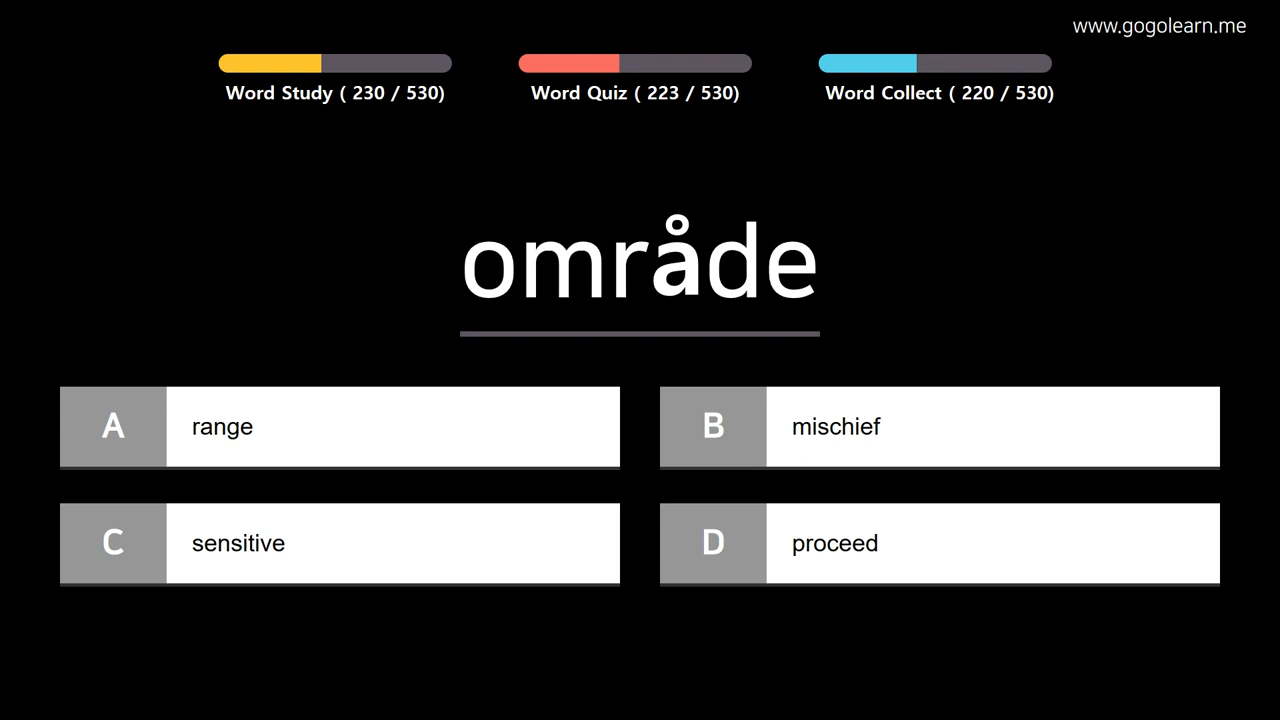 www.gogolearn.me
Word Study ( 230 / 530)
Word Quiz ( 223 / 530)
Word Collect ( 220 / 530)
område
A range
B mischief
C sensitive
D proceed